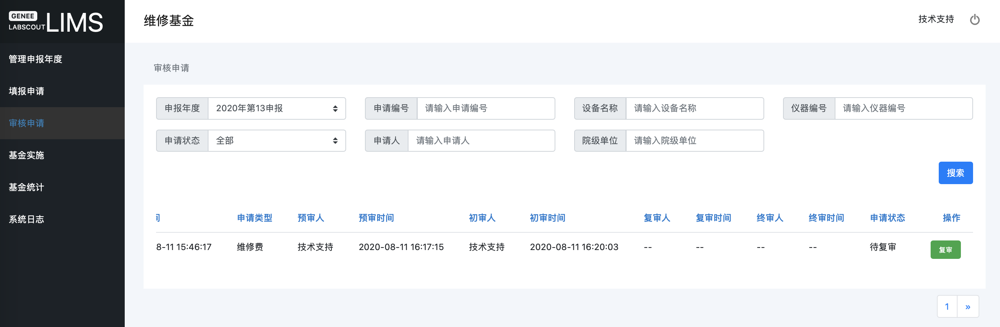 GENEE
LABSCOUT LIMS
维修基金
技术支持
管理申报年度
填报申请
审核申请
基金实施
基金统计
系统日志
审核申请
申报年度 2020年第13申报
申请编号 请输入申请编号
设备名称 请输入设备名称
仪器编号 请输入仪器编号
申请状态 全部
申请人 请输入申请人
院级单位 请输入院级单位
搜索
申请类型 预审人 预审时间 初审人 初审时间 复审人 复审时间 终审人 终审时间 申请状态 操作
8-11 15:46:17 维修费 技术支持 2020-08-11 16:17:15 技术支持 2020-08-11 16:20:03 -- -- -- -- 待复审 复审
1 »